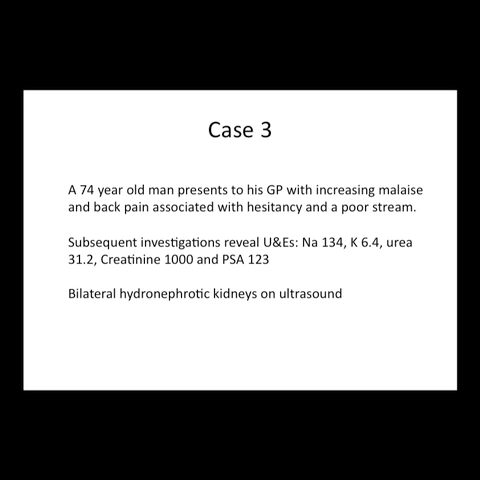 Case 3
A 74 year old man presents to his GP with increasing malaise
and back pain associated with hesitancy and a poor stream.
Subsequent investigations reveal U&Es: Na 134, K 6.4, urea
31.2, Creatinine 1000 and PSA 123
Bilateral hydronephrotic kidneys on ultrasound